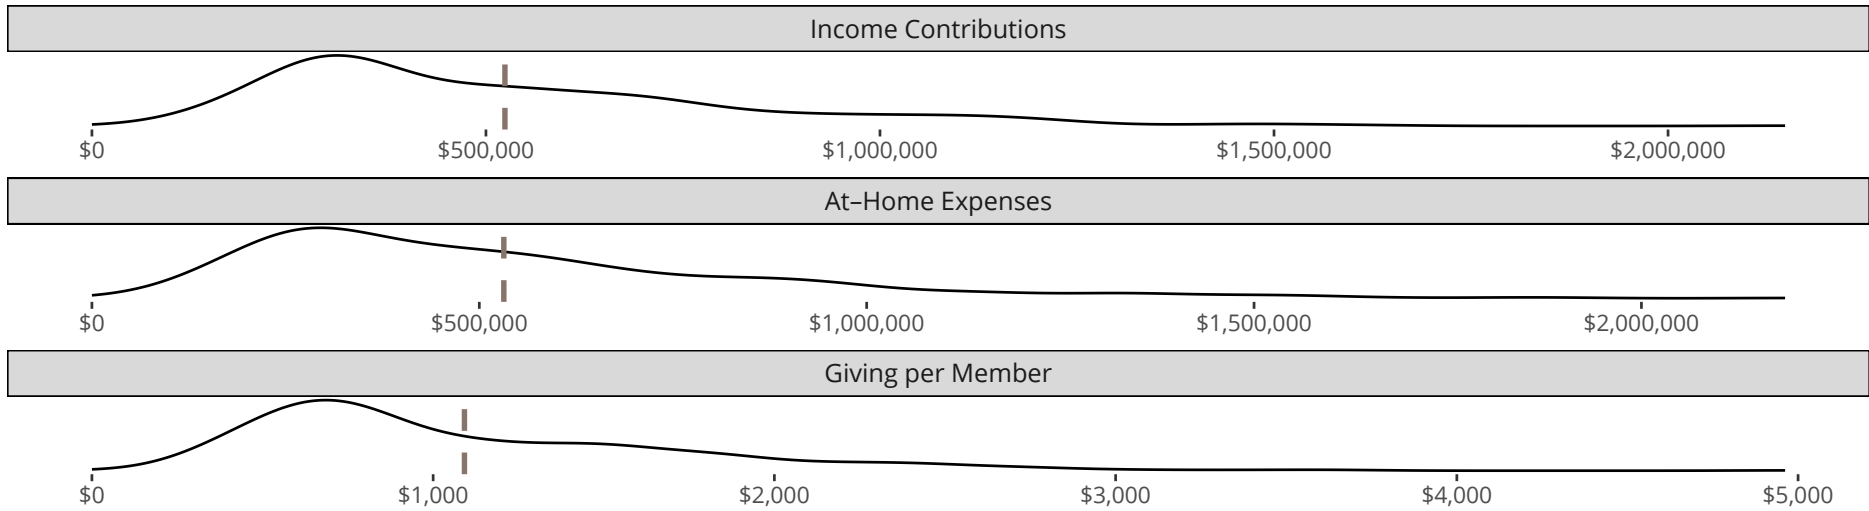 Income Contributions
$0 $500,000 $1,000,000 $1,500,000 $2,000,000
At–Home Expenses
$0 $500,000 $1,000,000 $1,500,000 $2,000,000
Giving per Member
$0 $1,000 $2,000 $3,000 $4,000 $5,000